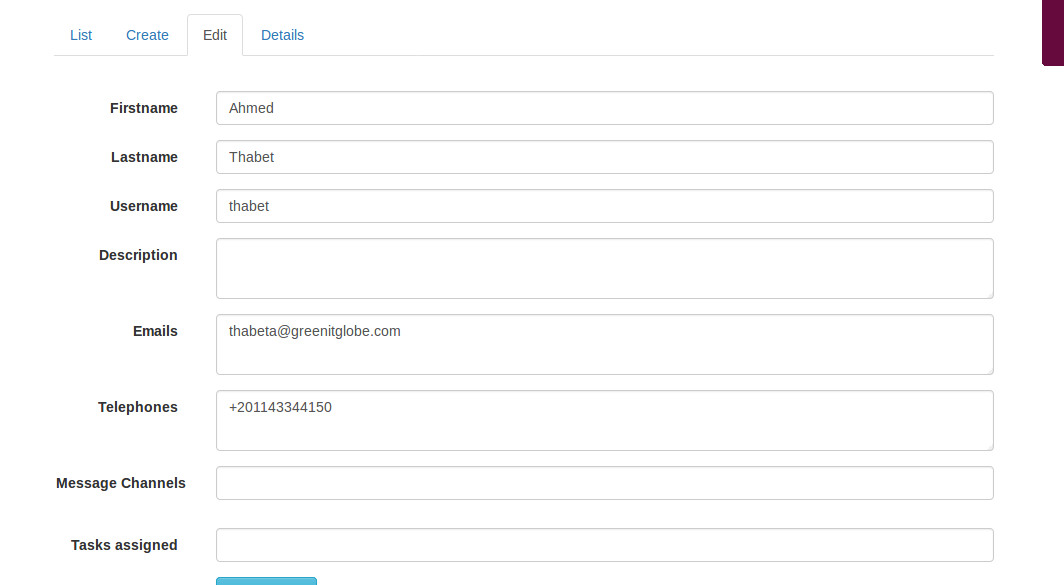 List Create Edit Details
Firstname Ahmed
Lastname Thabet
Username thabet
Description
Emails thabeta@greenitglobe.com
Telephones +201143344150
Message Channels
Tasks assigned